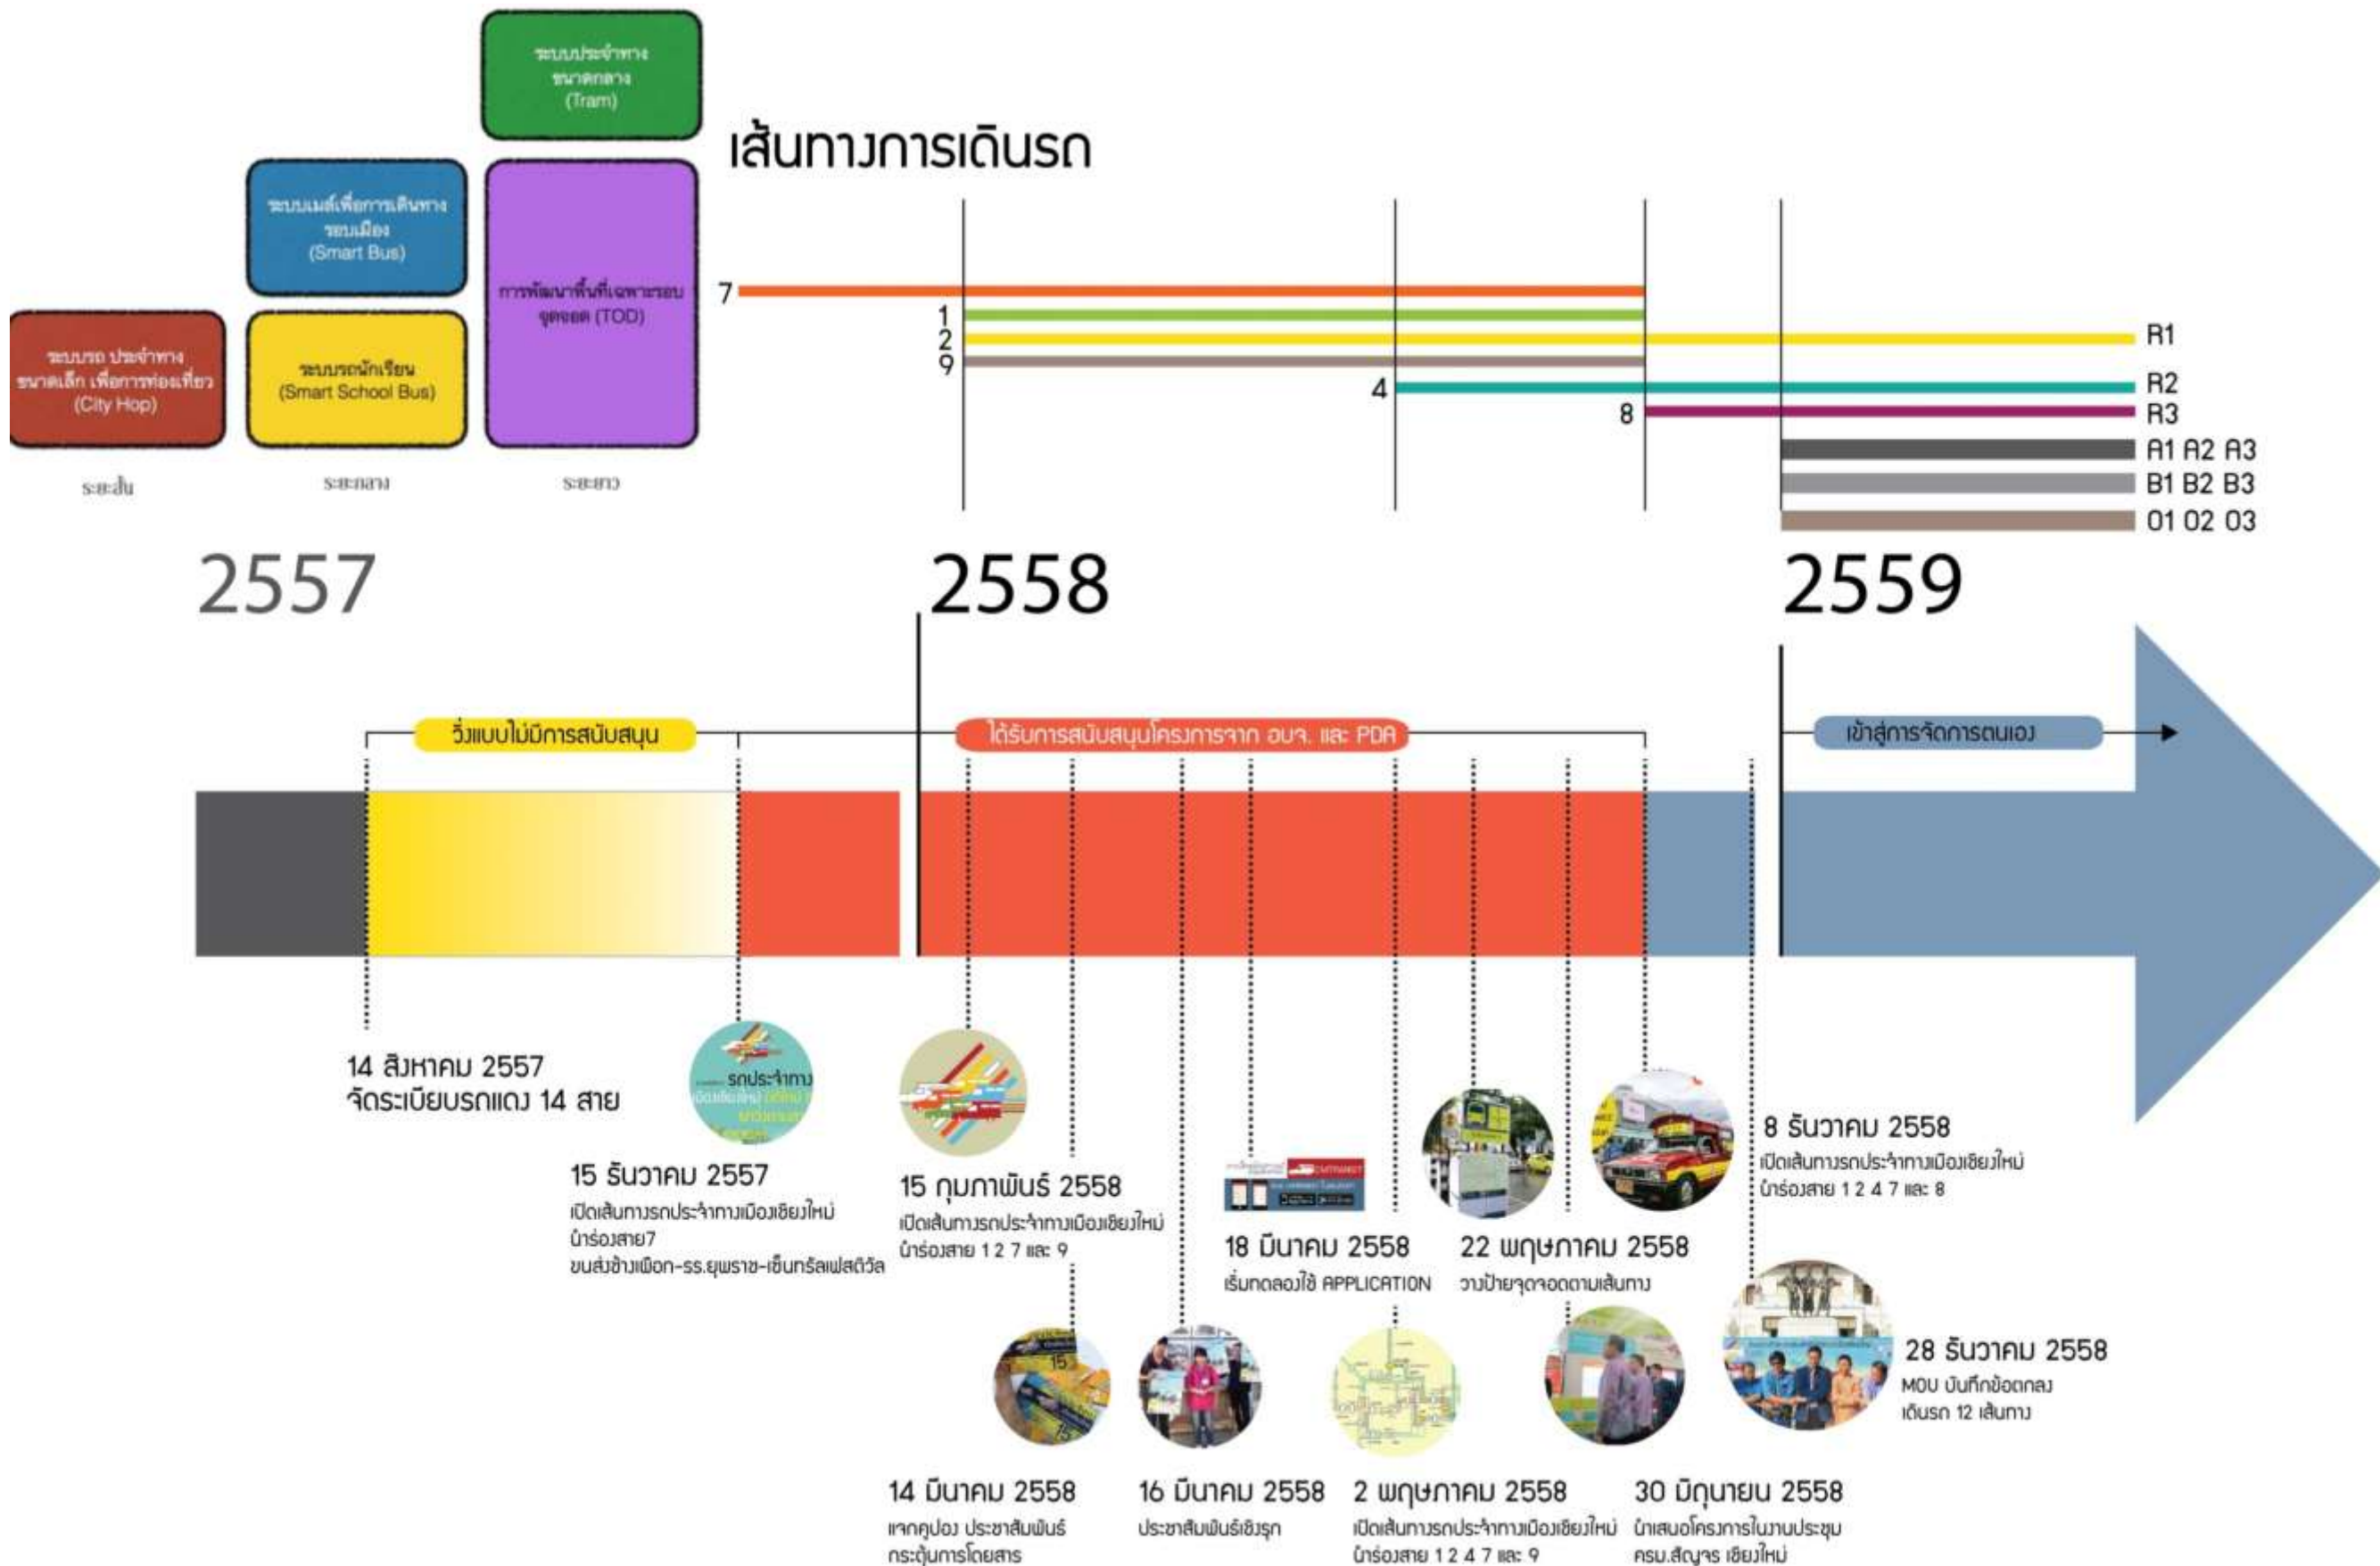 ระบบประจำทาง
ขนาดกลาง
(Tram)
ระบบเมล์เพื่อการเดินทาง
รอบเมือง
(Smart Bus)
การพัฒนาพื้นที่เฉพาะรอบ
จุดจอด (TOD)
ระบบรถ ประจำทาง
ขนาดเล็ก เพื่อการท่องเที่ยว
(City Hop)
ระบบรถนักเรียน
(Smart School Bus)
ระยะสั้น
ระยะกลาง
ระยะยาว
เส้นทางการเดินรถ
7
1
2
9
4
8
R1
R2
R3
A1 A2 A3
B1 B2 B3
O1 O2 O3
2557
2558
2559
วิ่งแบบไม่มีการสนับสนุน
ได้รับการสนับสนุนโครงการจาก อบจ. และ PDA
เข้าสู่การจัดการตนเอง
14 สิงหาคม 2557
จัดระเบียบรถแดง 14 สาย
รถประจำทาง
15 ธันวาคม 2557
เปิดเส้นทางรถประจำทางเมืองเชียงใหม่
นำร่องสาย7
ขนส่งช้างเผือก-รร.ยุพราช-เซ็นทรัลเฟสติวัล
15 กุมภาพันธ์ 2558
เปิดเส้นทางรถประจำทางเมืองเชียงใหม่
นำร่องสาย 1 2 7 และ 9
CMTRANSIT
18 มีนาคม 2558
เริ่มทดลองใช้ APPLICATION
22 พฤษภาคม 2558
วางป้ายจุดจอดตามเส้นทาง
8 ธันวาคม 2558
เปิดเส้นทางรถประจำทางเมืองเชียงใหม่
นำร่องสาย 1 2 4 7 และ 8
28 ธันวาคม 2558
MOU บันทึกข้อตกลง
เดินรถ 12 เส้นทาง
15
15
14 มีนาคม 2558
แจกคูปอง ประชาสัมพันธ์
กระตุ้นการโดยสาร
16 มีนาคม 2558
ประชาสัมพันธ์เชิงรุก
2 พฤษภาคม 2558
เปิดเส้นทางรถประจำทางเมืองเชียงใหม่
นำร่องสาย 1 2 4 7 และ 9
30 มิถุนายน 2558
นำเสนอโครงการในงานประชุม
ครม.สัญจร เชียงใหม่